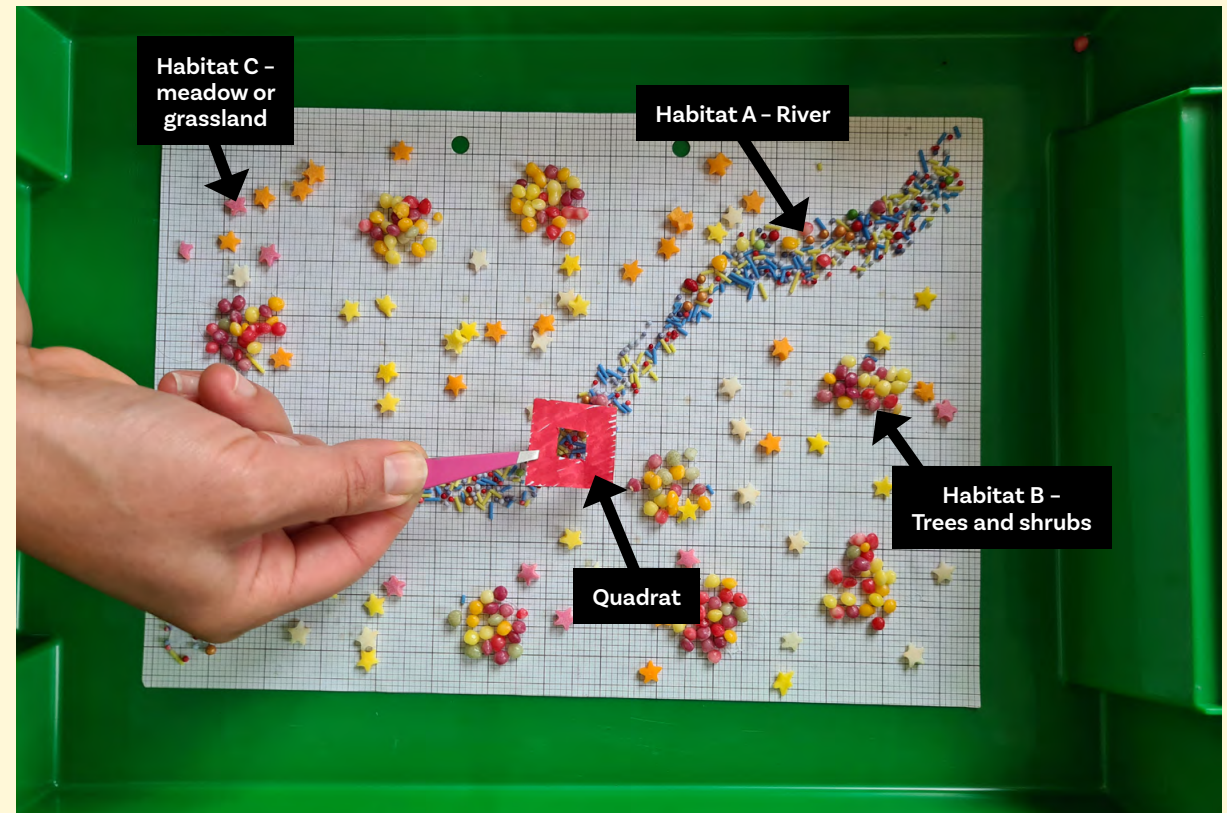 Habitat C –
meadow or
grassland
Habitat A – River
Habitat B –
Trees and shrubs
Quadrat